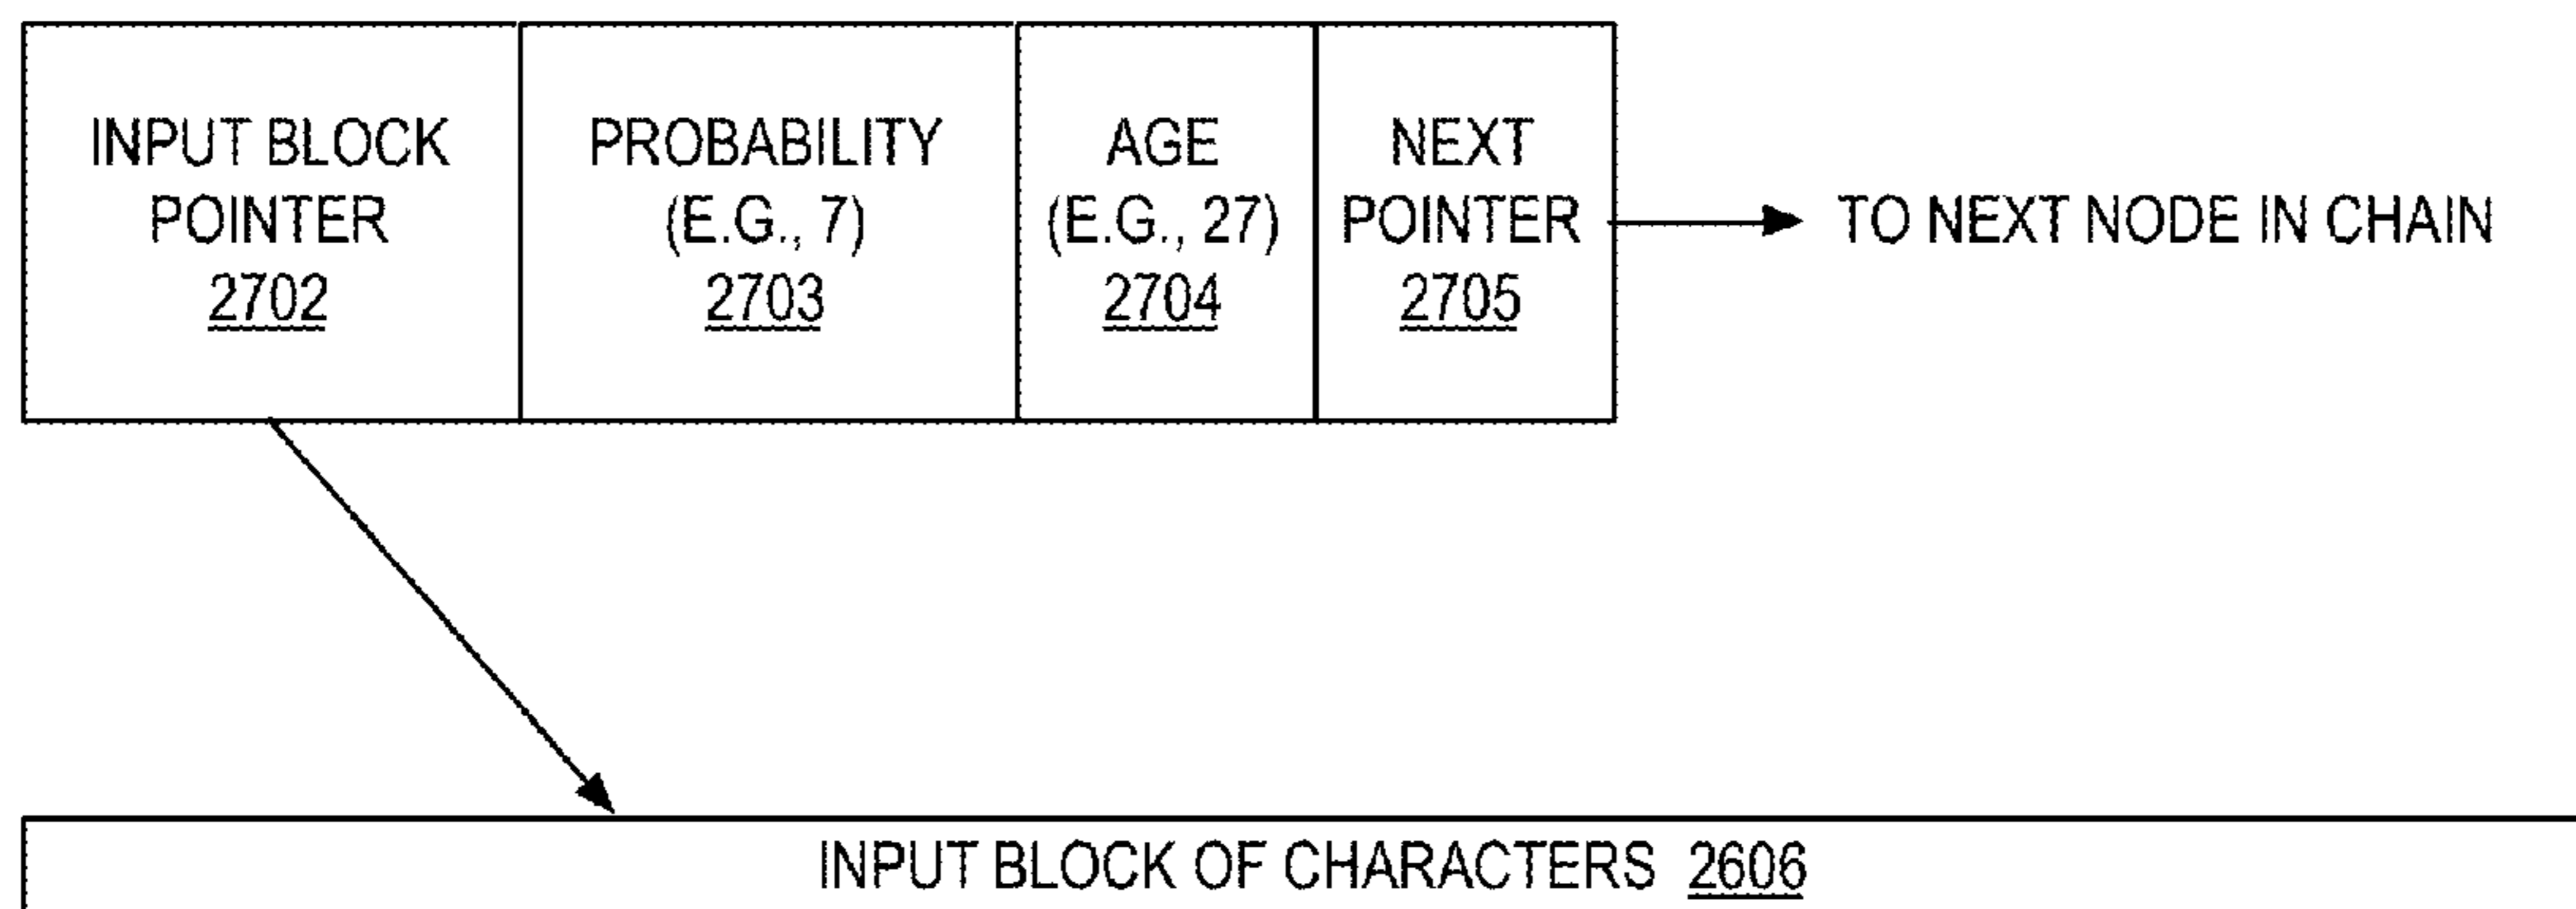 INPUT BLOCK
POINTER
2702
PROBABILITY
(E.G., 7)
2703
AGE
(E.G., 27)
2704
NEXT
POINTER
2705
TO NEXT NODE IN CHAIN
INPUT BLOCK OF CHARACTERS 2606